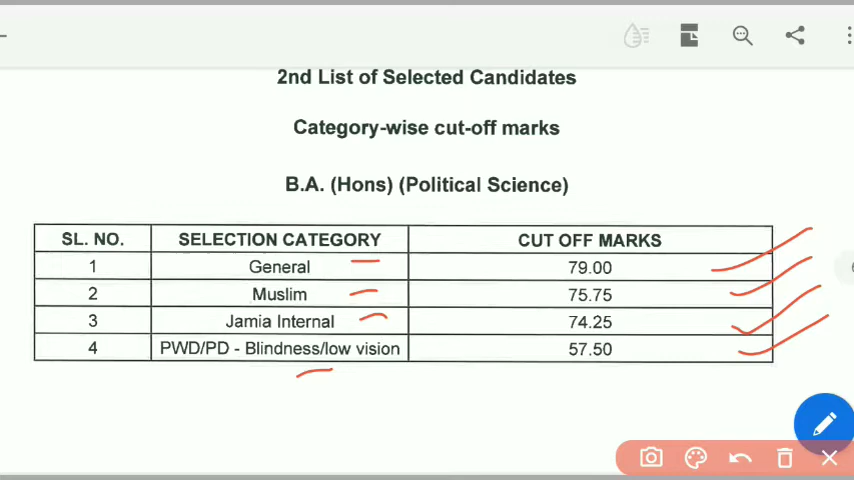 2nd List of Selected Candidates
Category-wise cut-off marks
B.A. (Hons) (Political Science)
SL. NO. SELECTION CATEGORY CUT OFF MARKS
1 General 79.00
2 Muslim 75.75
3 Jamia Internal 74.25
4 PWD/PD - Blindness/low vision 57.50